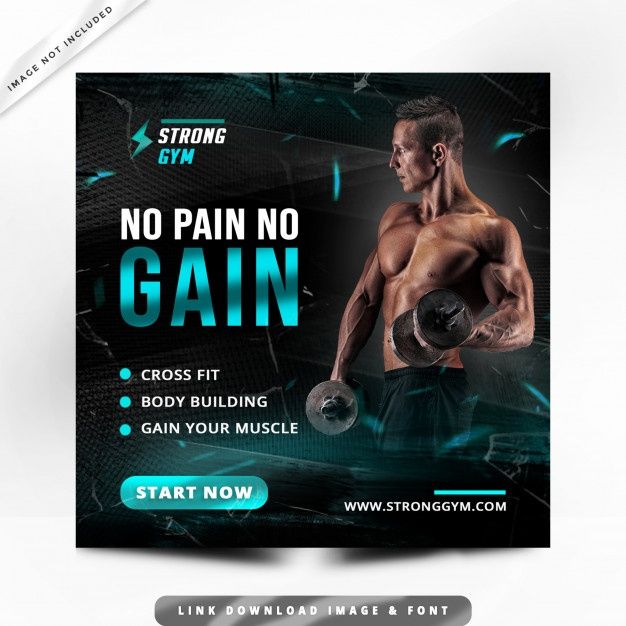 IMAGE NOT INCLUDED
STRONG
GYM
NO PAIN NO
GAIN
CROSS FIT
BODY BUILDING
GAIN YOUR MUSCLE
START NOW
WWW.STRONGGYM.COM
LINK DOWNLOAD IMAGE & FONT